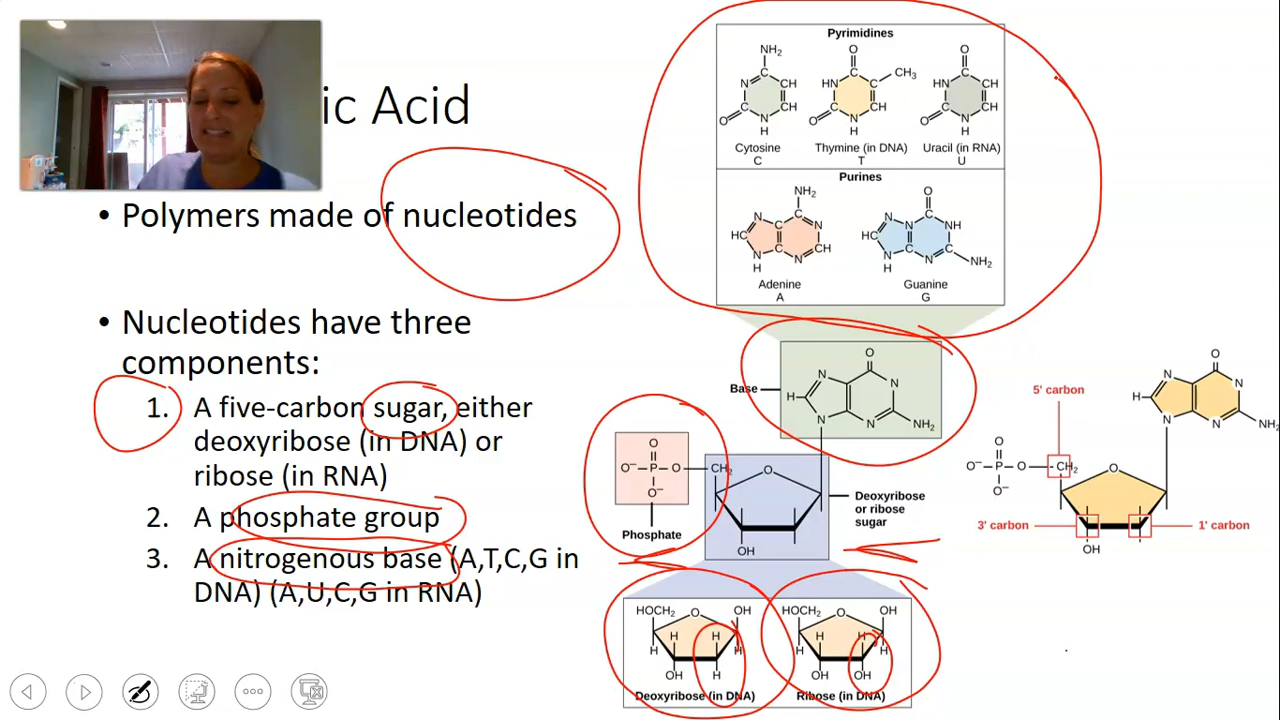 ic Acid
• Polymers made of nucleotides
• Nucleotides have three
components:
1. A five-carbon sugar, either
deoxyribose (in DNA) or
ribose (in RNA)
2. A phosphate group
3. A nitrogenous base (A,T,C,G in
DNA) (A,U,C,G in RNA)
Pyrimidines
NH₂
N
CH
CH
C
C
O
N
H
Cytosine
C
O
C
HN
C
CH₃
CH
C
O
N
H
Thymine (in DNA)
T
O
C
HN
CH
CH
C
O
N
H
Uracil (in RNA)
U
Purines
NH₂
N
C
C
N
HC
C
CH
N
N
H
Adenine
A
O
N
C
NH
HC
C
C
N
N
NH₂
H
Guanine
G
Base
O
N
N
H
N
N
NH₂
O
O⁻ P O CH₂
O⁻
Phosphate
O
OH
Deoxyribose
or ribose
sugar
HOCH₂ O OH
H H
H H
OH H
Deoxyribose (in DNA)
HOCH₂ O OH
H H
H H
OH OH
Ribose (in DNA)
5' carbon
O
N
N
H
N
N
NH₂
O
O⁻ P O CH₂
O⁻
O
3' carbon
1' carbon
OH